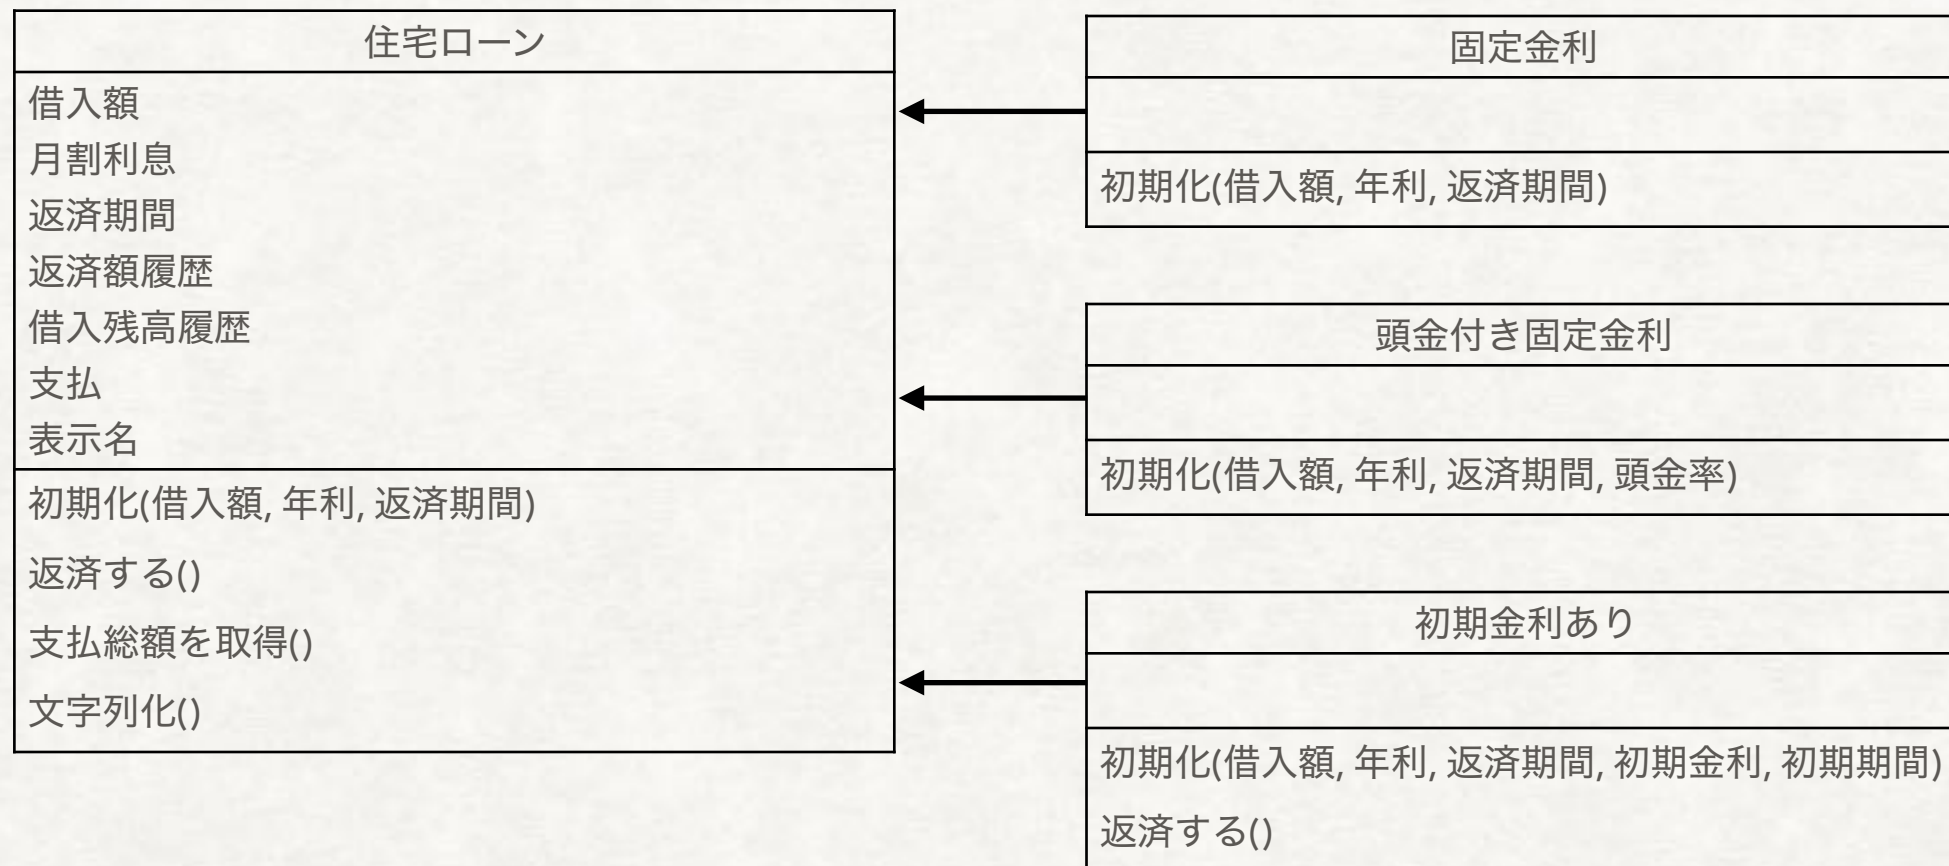 住宅ローン
借入額
月割利息
返済期間
返済額履歴
借入残高履歴
支払
表示名
初期化(借入額, 年利, 返済期間)
返済する()
支払総額を取得()
文字列化()
固定金利
初期化(借入額, 年利, 返済期間)
頭金付き固定金利
初期化(借入額, 年利, 返済期間, 頭金率)
初期金利あり
初期化(借入額, 年利, 返済期間, 初期金利, 初期期間)
返済する()